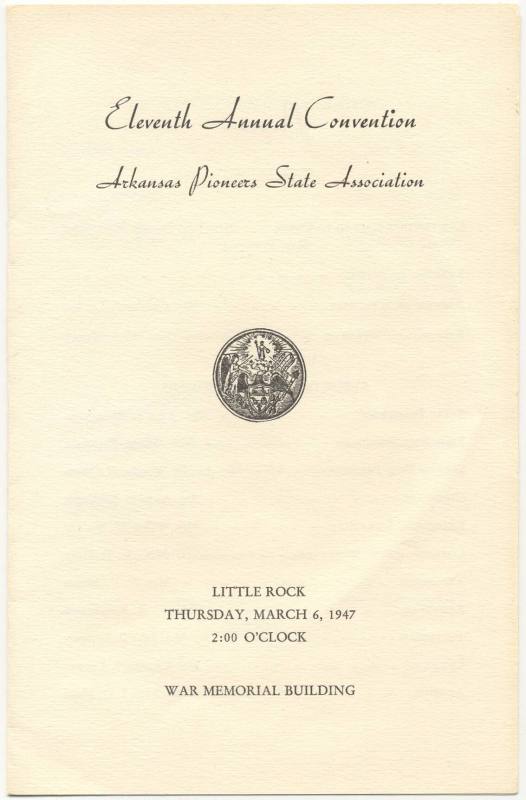 Eleventh Annual Convention
Arkansas Pioneers State Association
LITTLE ROCK
THURSDAY, MARCH 6, 1947
2:00 O'CLOCK
WAR MEMORIAL BUILDING